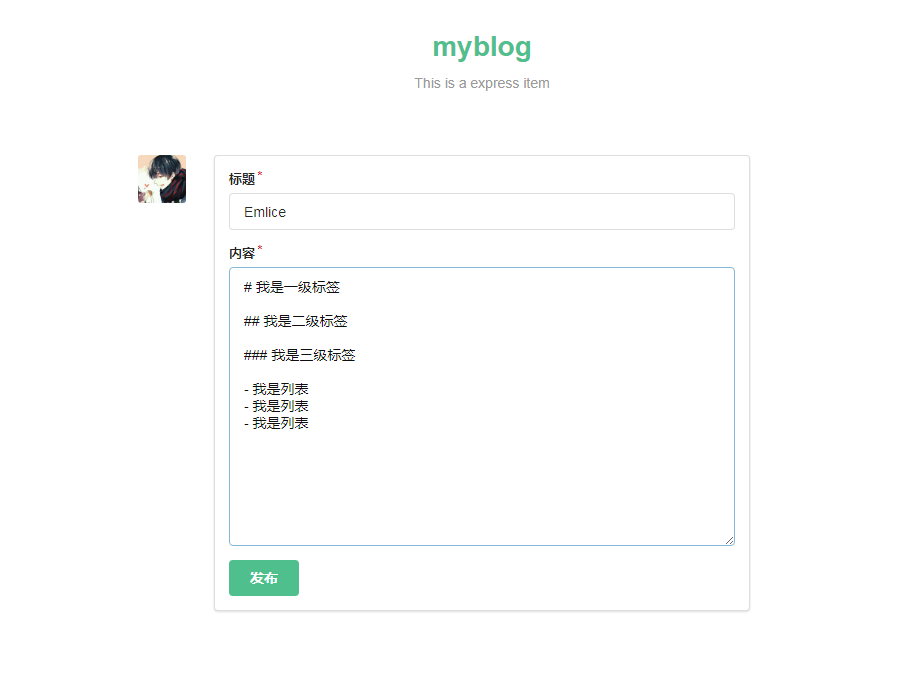 myblog
This is a express item
标题*
Emlice
内容*
# 我是一级标签
## 我是二级标签
### 我是三级标签
- 我是列表
- 我是列表
- 我是列表
发布